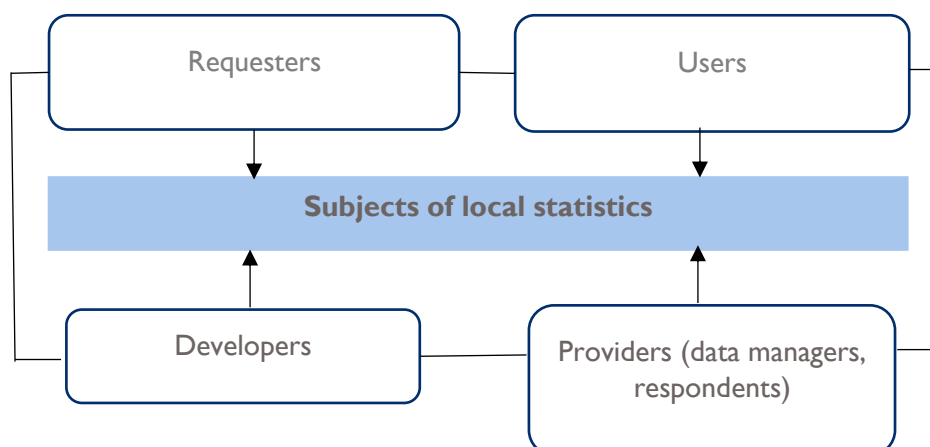 Requesters
Users
Subjects of local statistics
Developers
Providers (data managers,
respondents)